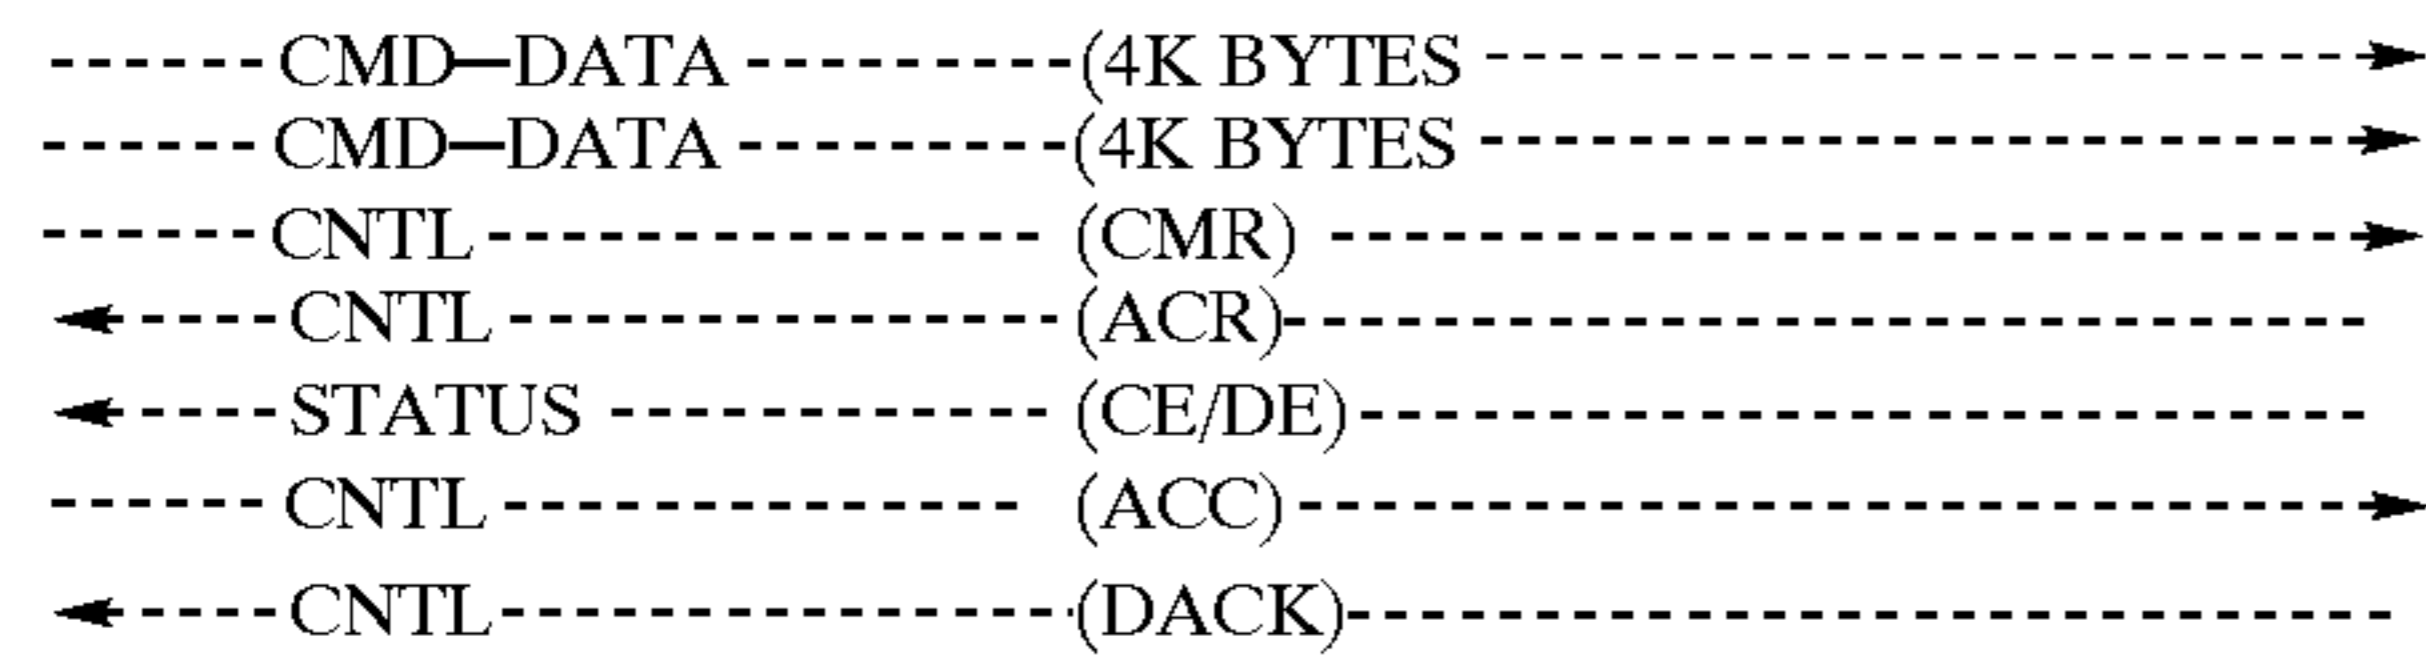 CMD—DATA (4K BYTES
CMD—DATA (4K BYTES
CNTL (CMR)
CNTL (ACR)
STATUS (CE/DE)
CNTL (ACC)
CNTL (DACK)